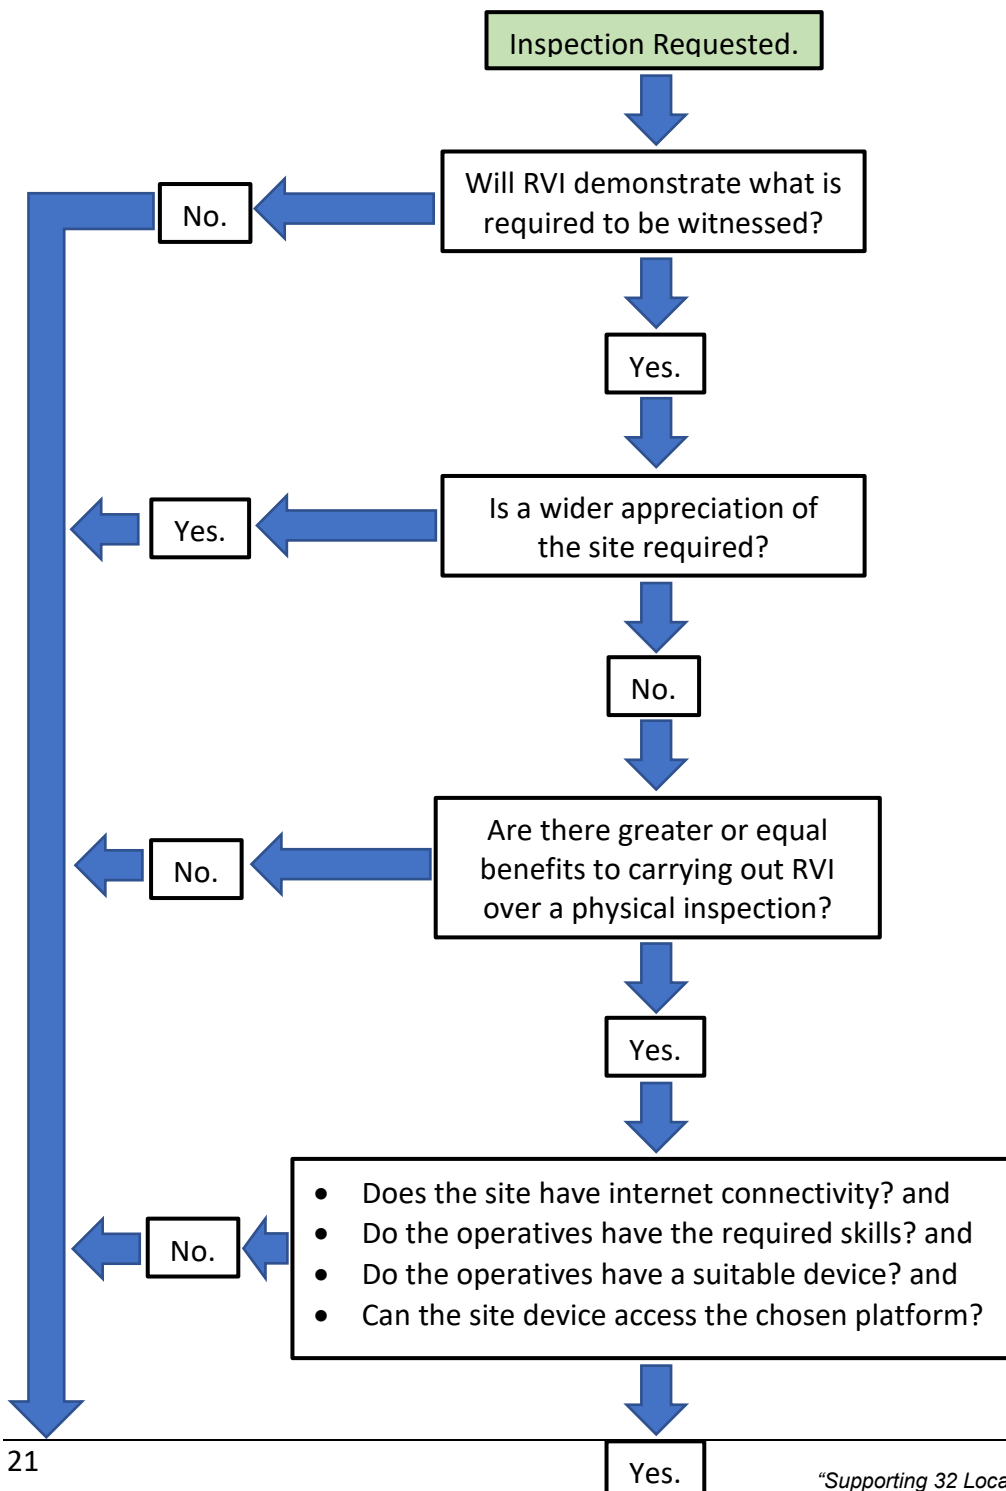 Inspection Requested.
Will RVI demonstrate what is
required to be witnessed?
No.
Yes.
Is a wider appreciation of
the site required?
Yes.
No.
Are there greater or equal
benefits to carrying out RVI
over a physical inspection?
No.
Yes.
• Does the site have internet connectivity? and
• Do the operatives have the required skills? and
• Do the operatives have a suitable device? and
• Can the site device access the chosen platform?
No.
Yes.
21
“Supporting 32 Loca